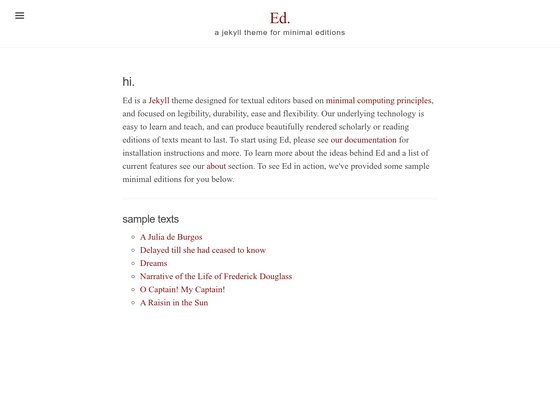 Ed.
a jekyll theme for minimal editions
hi.
Ed is a Jekyll theme designed for textual editors based on minimal computing principles,
and focused on legibility, durability, ease and flexibility. Our underlying technology is
easy to learn and teach, and can produce beautifully rendered scholarly or reading
editions of texts meant to last. To start using Ed, please see our documentation for
installation instructions and more. To learn more about the ideas behind Ed and a list of
current features see our about section. To see Ed in action, we've provided some sample
minimal editions for you below.
sample texts
A Julia de Burgos
Delayed till she had ceased to know
Dreams
Narrative of the Life of Frederick Douglass
O Captain! My Captain!
A Raisin in the Sun